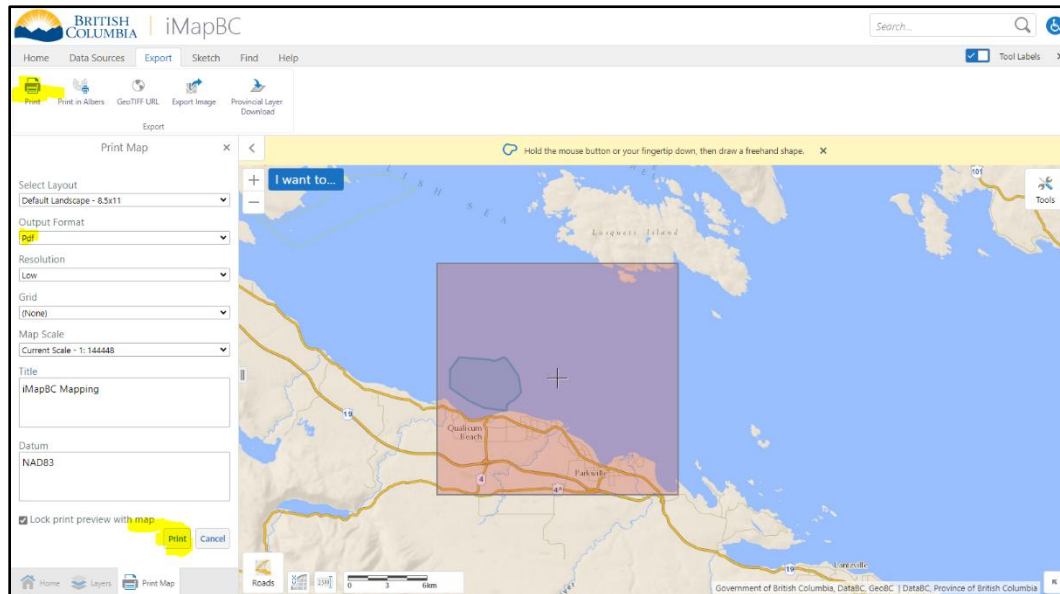 BRITISH
COLUMBIA
iMapBC
Search...
Home Data Sources Export Sketch Find Help
Tool Labels
Print
Print in Albers
GeoTIFF URL
Export Image
Provincial Layer
Download
Export
Print Map
Hold the mouse button or your fingertip down, then draw a freehand shape.
I want to...
Tools
Select Layout
Default Landscape - 8.5x11
Output Format
Pdf
Resolution
Low
Grid
(None)
Map Scale
Current Scale - 1: 144448
Title
iMapBC Mapping
Datum
NAD83
Lock print preview with map
Print Cancel
Home Layers Print Map
SEA
101
19
Qualicum
Beach
Parksville
4
4A
19
Lantzville
Roads
0 3 6km
Government of British Columbia, DataBC, GeoBC | DataBC, Province of British Columbia